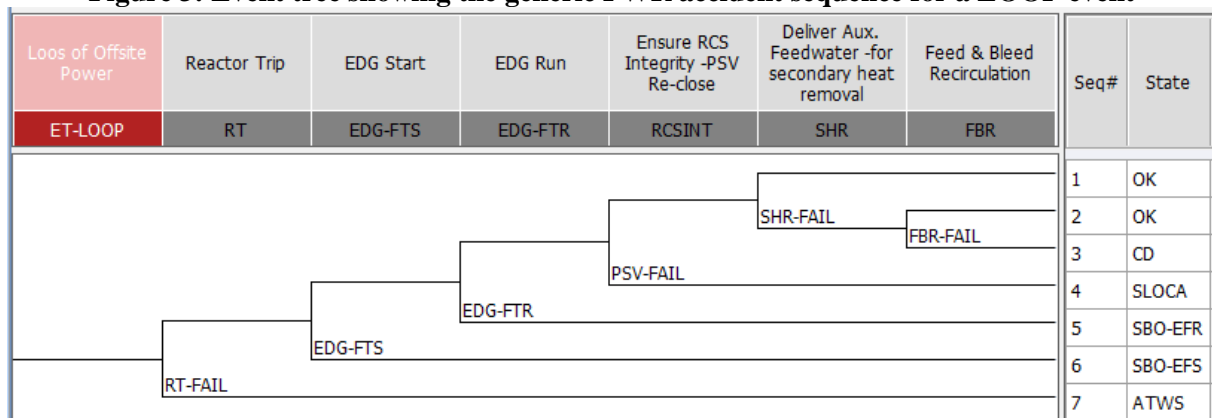 Figure Event tree showing the generic PWR accident sequence for a LOOP event
Loos of Offsite
Power
Reactor Trip
EDG Start
EDG Run
Ensure RCS
Integrity -PSV
Re-close
Deliver Aux.
Feedwater -for
secondary heat
removal
Feed & Bleed
Recirculation
Seq#
State
ET-LOOP
RT
EDG-FTS
EDG-FTR
RCSINT
SHR
FBR
1 OK
SHR-FAIL
2 OK
FBR-FAIL
3 CD
PSV-FAIL
4 SLOCA
EDG-FTR
5 SBO-EFR
EDG-FTS
6 SBO-EFS
RT-FAIL
7 ATWS